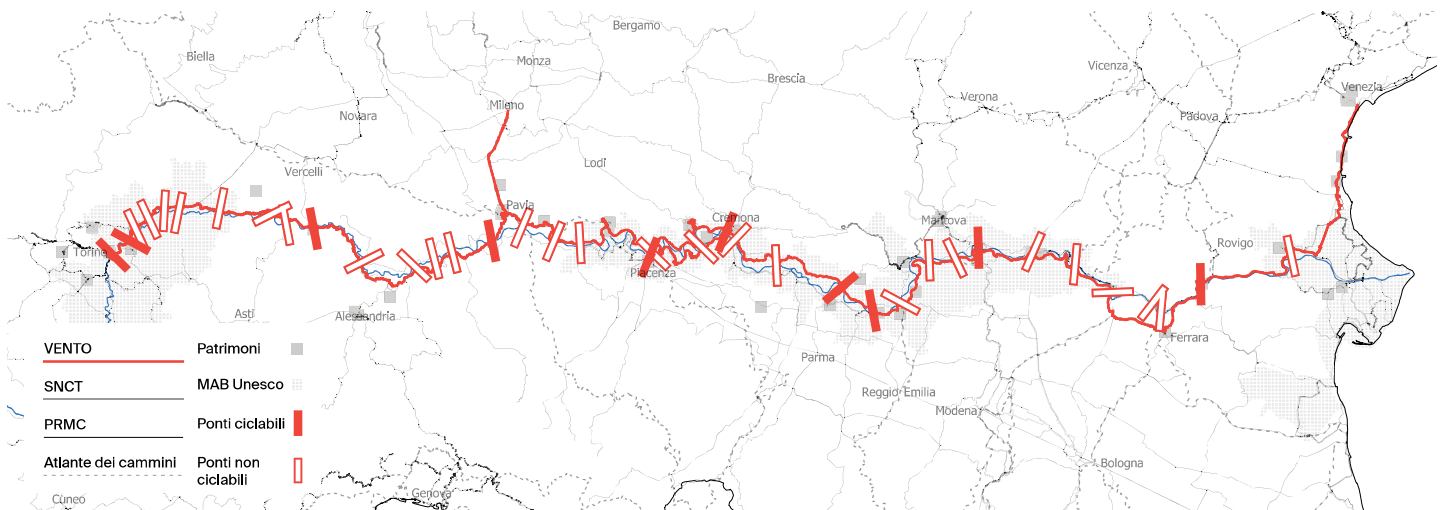 Bergamo
Biella
Monza
Vicenza
Brescia
Venezia
Milano
Verona
Novara
Padova
Lodi
Vercelli
Pavia
Cremona
Mantova
Rovigo
Torino
Piacenza
Asti
Alessandria
Ferrara
Parma
Reggio Emilia
Modena
Bologna
Genova
Cuneo
VENTO
Patrimoni
SNCT
MAB Unesco
PRMC
Ponti ciclabili
Atlante dei cammini
Ponti non
ciclabili